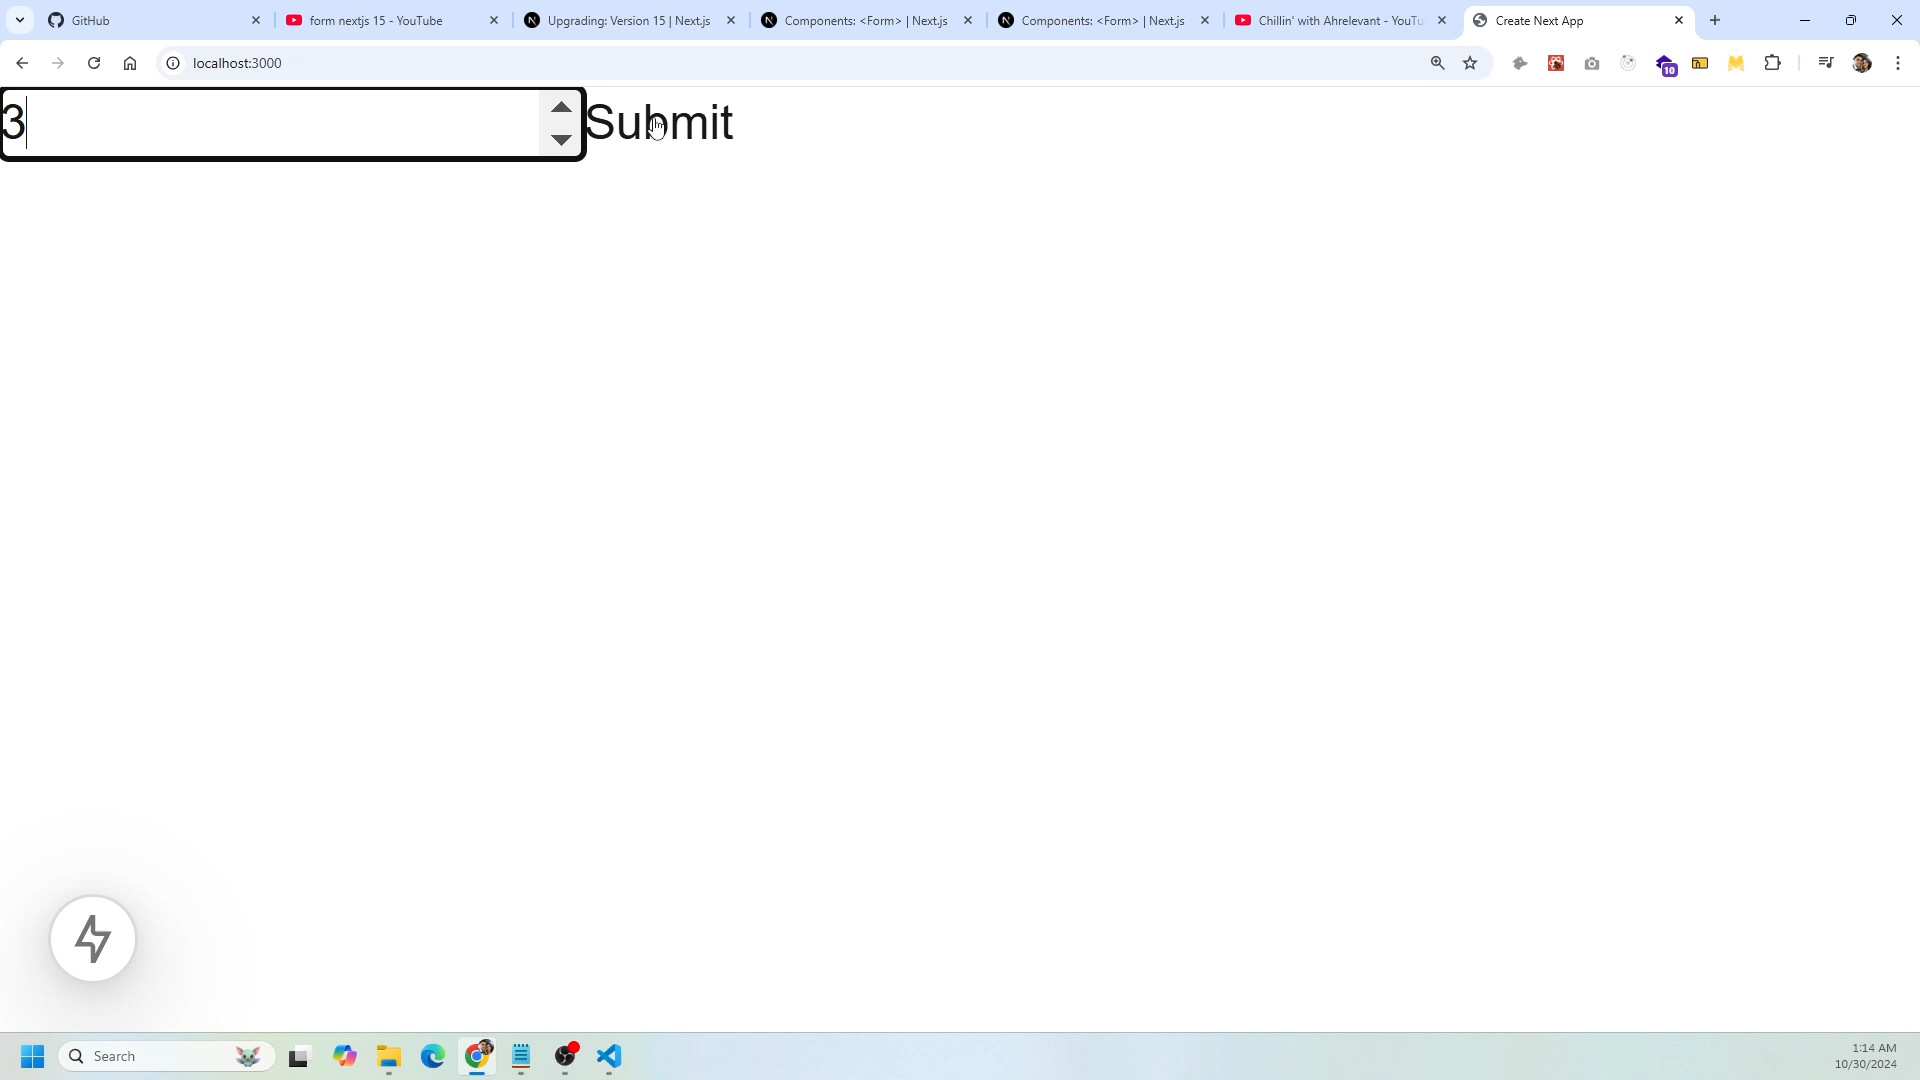 GitHub
form nextjs 15 - YouTube
Upgrading: Version 15 | Next.js
Components: <Form> | Next.js
Components: <Form> | Next.js
Chillin' with Ahrelevant - YouTu
Create Next App
localhost:3000
10
3
Submit
Search
1:14 AM
10/30/2024